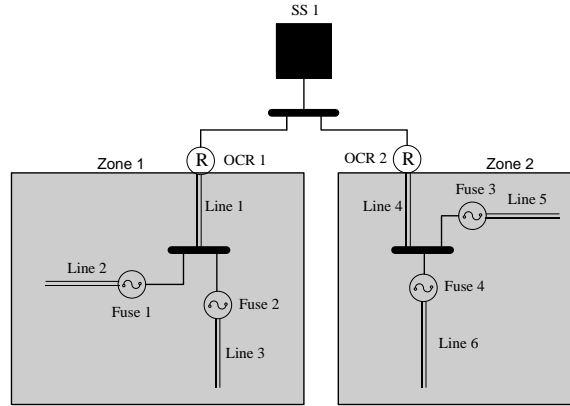 SS 1
Zone 1
R
OCR 1
OCR 2
R
Zone 2
Line 1
Line 4
Fuse 3
Line 5
Line 2
Fuse 1
Fuse 2
Fuse 4
Line 3
Line 6